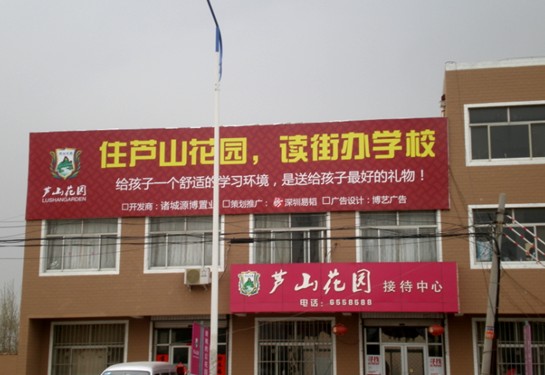 住芦山花园，读街办学校
给孩子一个舒适的学习环境，是送给孩子最好的礼物！
芦山花园
LUSHANGARDEN
□开发商：诸城源博置业 □策划推广：深圳易韬 □广告设计：博艺广告
芦山花园 接待中心
电话：6558588